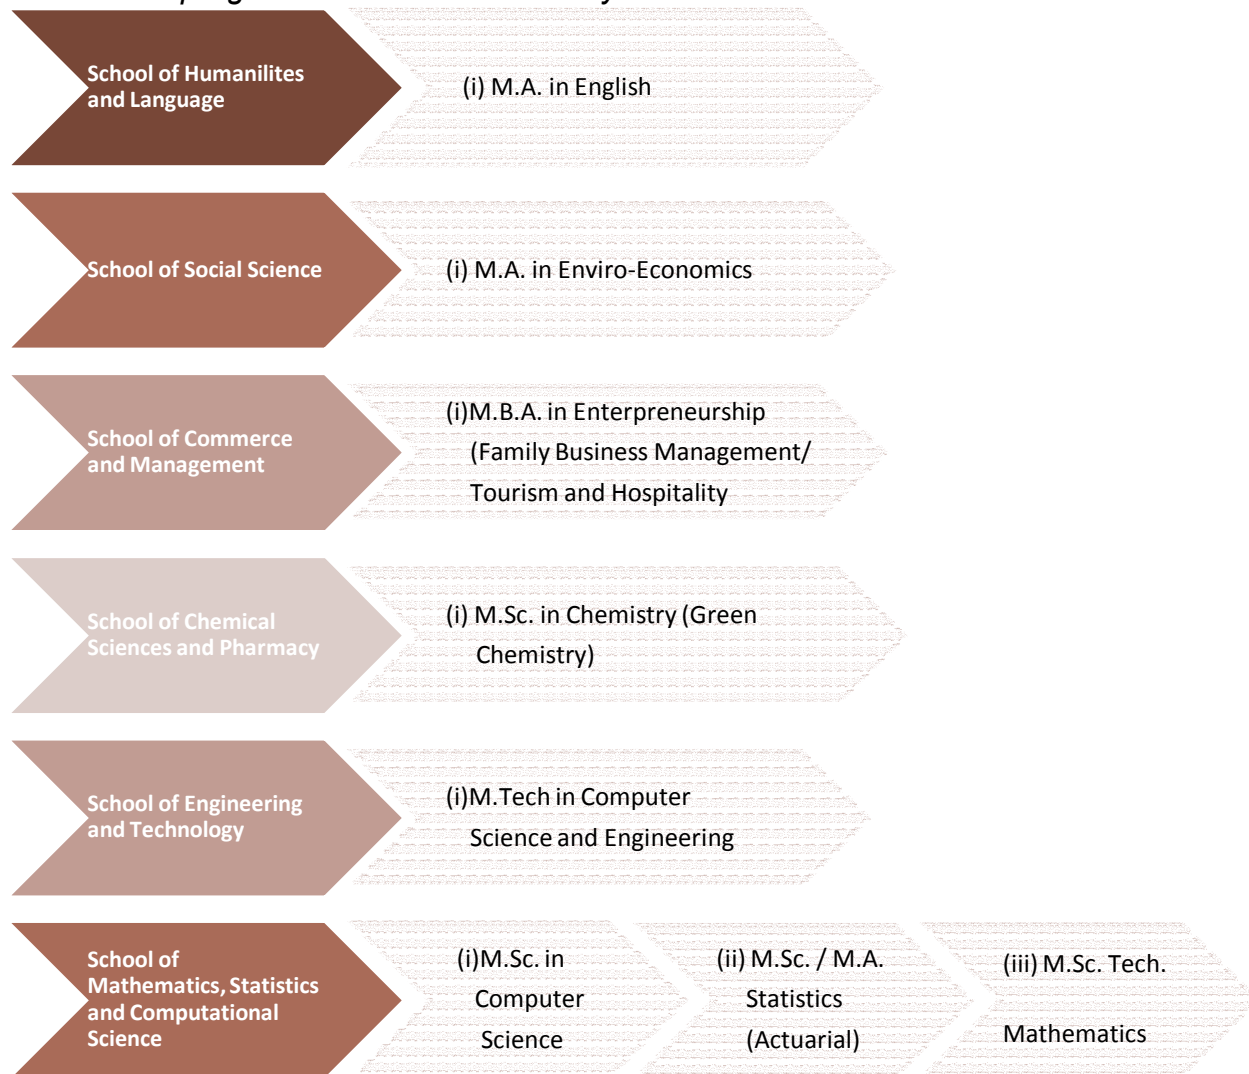 School of Humanilites
and Language
(i) M.A. in English
School of Social Science
(i) M.A. in Enviro-Economics
School of Commerce
and Management
(i)M.B.A. in Enterpreneurship
(Family Business Management/
Tourism and Hospitality
School of Chemical
Sciences and Pharmacy
(i) M.Sc. in Chemistry (Green
Chemistry)
School of Engineering
and Technology
(i)M.Tech in Computer
Science and Engineering
School of
Mathematics, Statistics
and Computational
Science
(i)M.Sc. in
Computer
Science
(ii) M.Sc. / M.A.
Statistics
(Actuarial)
(iii) M.Sc. Tech.
Mathematics